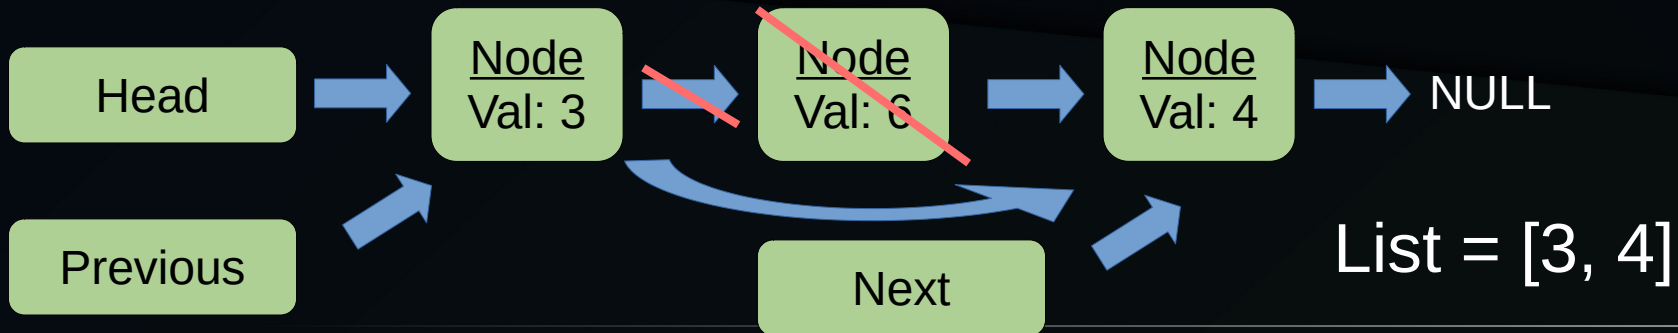 Head
Node
Val: 3
Node
Val: 6
Node
Val: 4
NULL
Previous
Next
List = [3, 4]